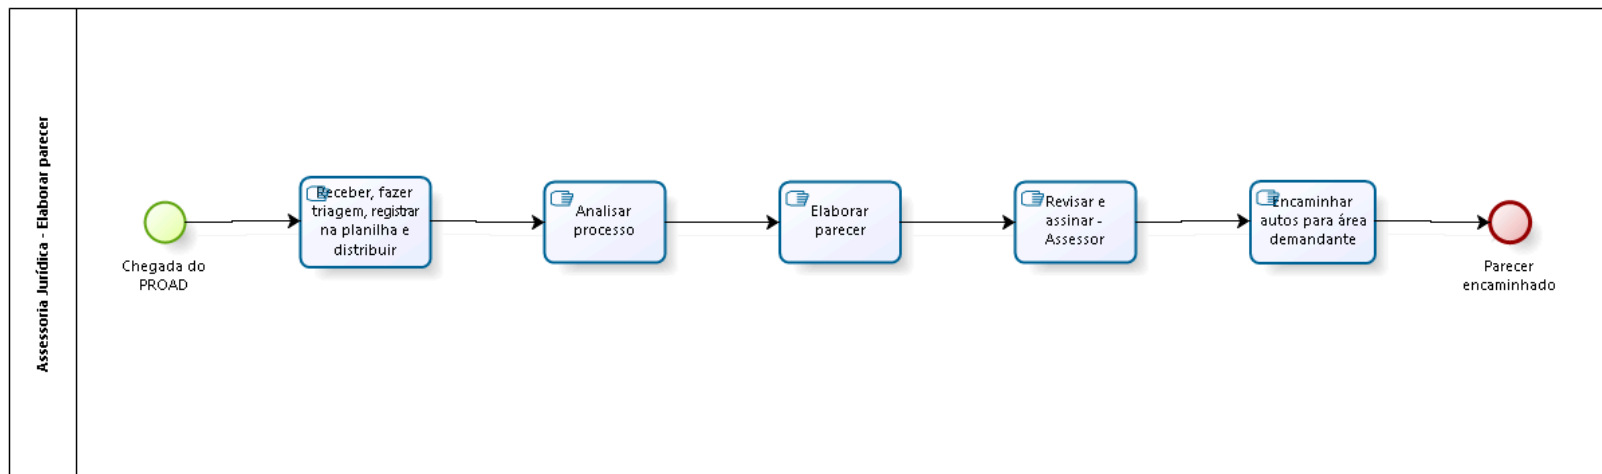 Assessoria Jurídica - Elaborar parecer
Chegada do
PROAD
Receber, fazer
triagem, registrar
na planilha e
distribuir
Analisar
processo
Elaborar
parecer
Revisar e
assinar -
Assessor
Encaminhar
autos para área
demandante
Parecer
encaminhado